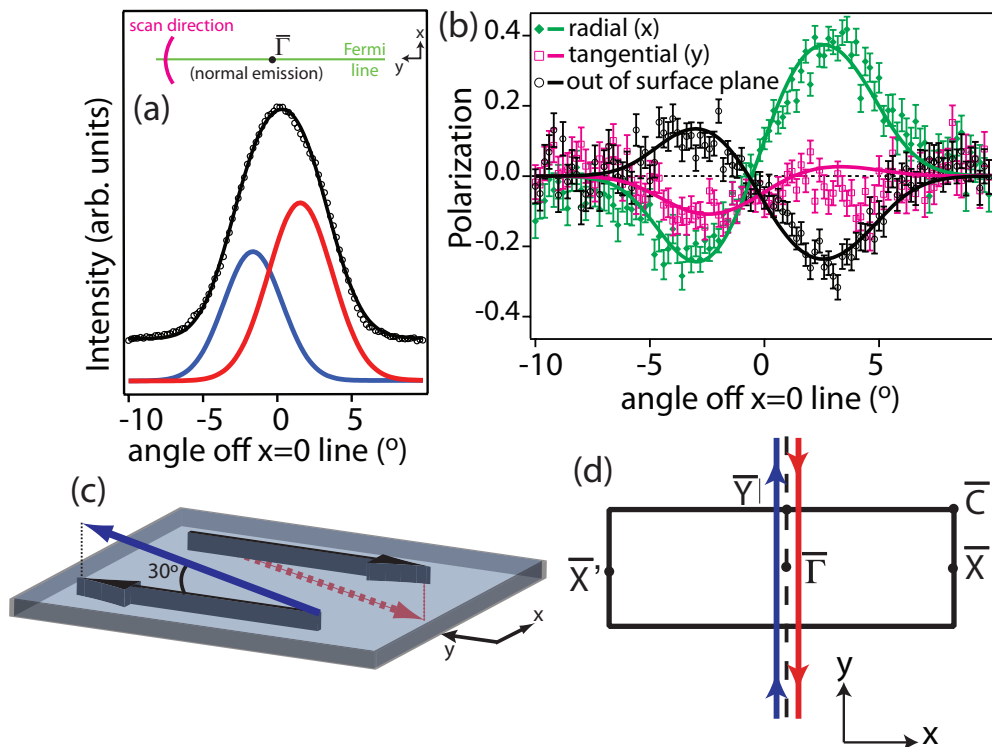 (a)
scan direction
Γ̅
(normal emission)
Fermi
line
x
y
Intensity (arb. units)
-10 -5 0 5
angle off x=0 line (º)
(b)
radial (x)
tangential (y)
out of surface plane
Polarization
0.4
0.2
0.0
-0.2
-0.4
-10 -5 0 5
angle off x=0 line (º)
(c)
30º
x
y
(d)
Y̅
C̅
X̅'
Γ̅
X̅
y
x